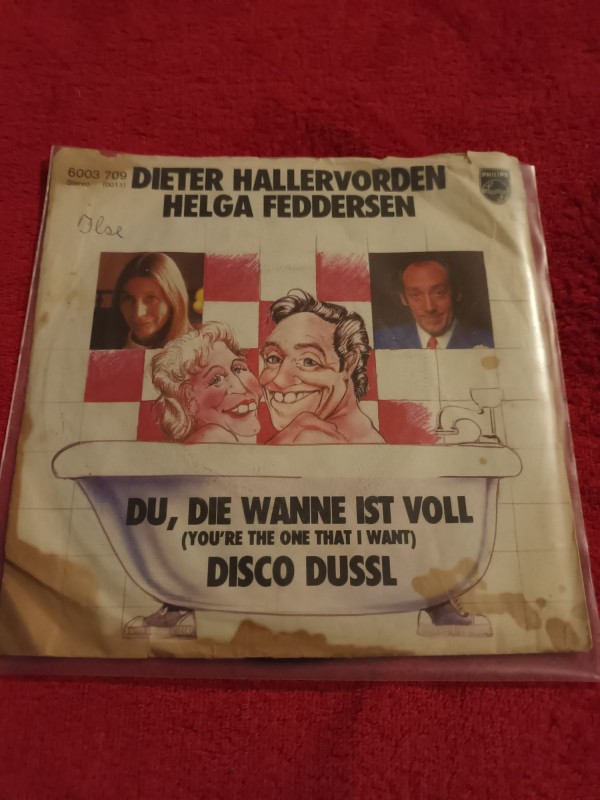 6003 709
Stereo (0011)
DIETER HALLERVORDEN
HELGA FEDDERSEN
PHILIPS
Ilse
DU, DIE WANNE IST VOLL
(YOU'RE THE ONE THAT I WANT)
DISCO DUSSL